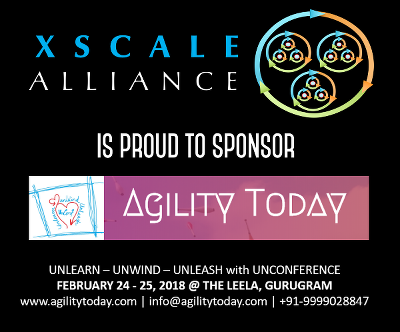 XSCALE
ALLIANCE
IS PROUD TO SPONSOR
AGILITY TODAY
UNLEARN – UNWIND – UNLEASH with UNCONFERENCE
FEBRUARY 24 - 25, 2018 @ THE LEELA, GURUGRAM
www.agilitytoday.com | info@agilitytoday.com | +91-9999028847